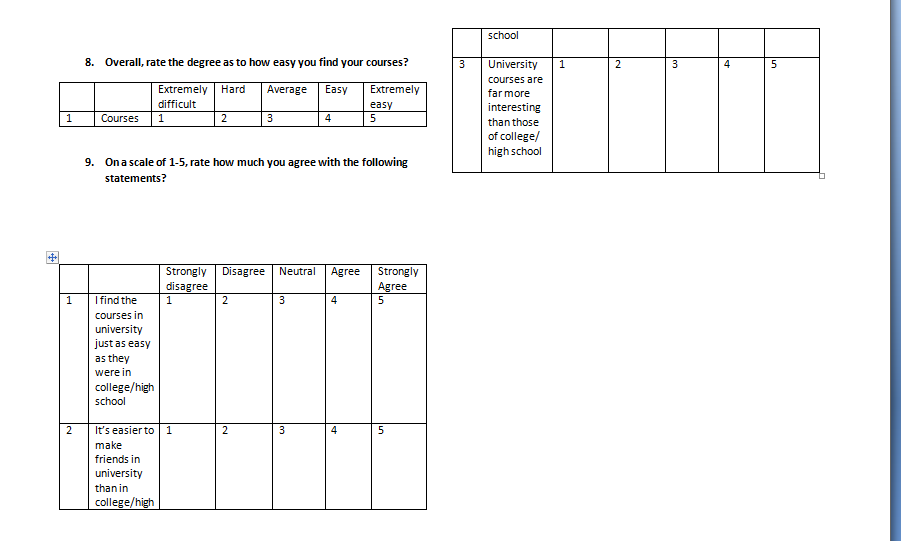 8. Overall, rate the degree as to how easy you find your courses?
Extremely difficult Hard Average Easy Extremely easy
1 Courses 1 2 3 4 5
9. On a scale of 1-5, rate how much you agree with the following
statements?
Strongly disagree Disagree Neutral Agree Strongly Agree
1 I find the 1 2 3 4 5
courses in
university
just as easy
as they
were in
college/high
school
2 It's easier to 1 2 3 4 5
make
friends in
university
than in
college/high
school
3 University 1 2 3 4 5
courses are
far more
interesting
than those
of college/
high school